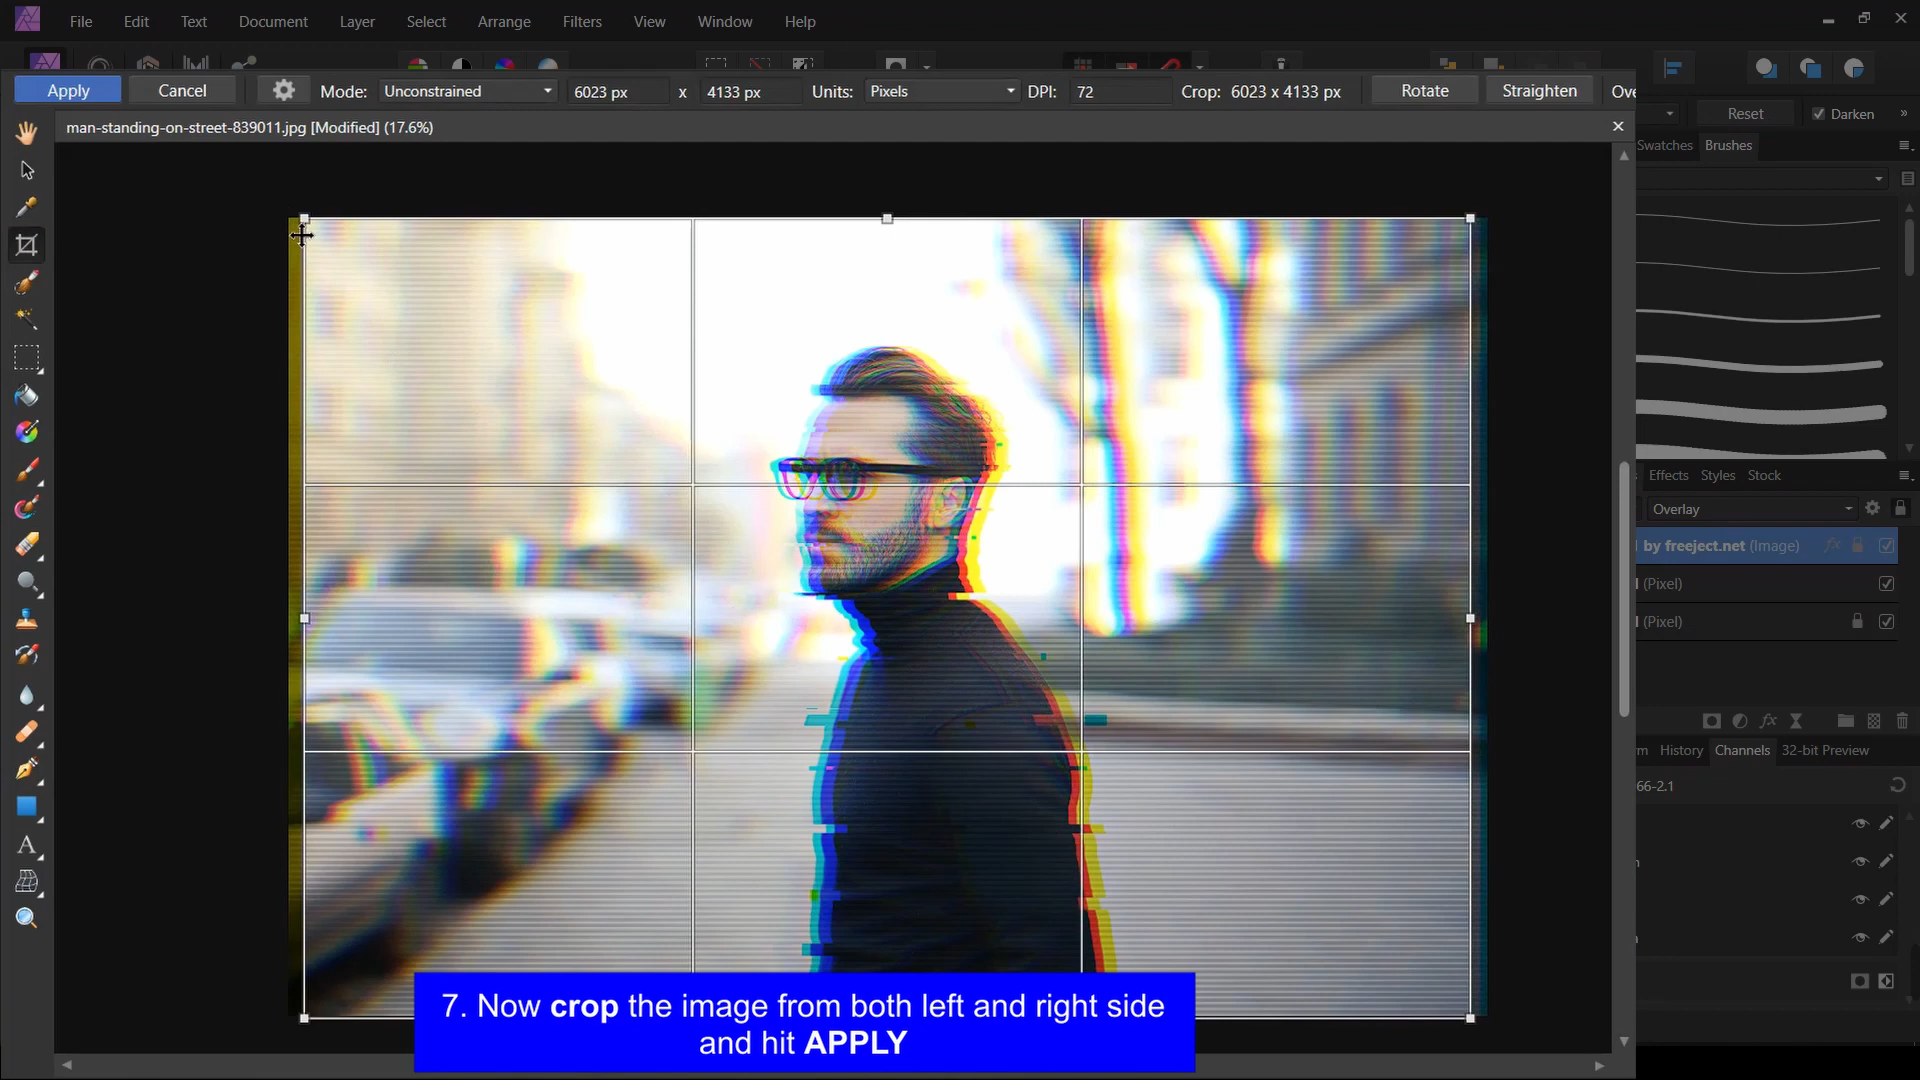 File Edit Text Document Layer Select Arrange Filters View Window Help
Apply Cancel Mode: Unconstrained 6023 px x 4133 px Units: Pixels DPI: 72 Crop: 6023 x 4133 px Rotate Straighten Ove
Reset Darken »
man-standing-on-street-839011.jpg [Modified] (17.6%)
Swatches Brushes
Effects Styles Stock
Overlay
by freeject.net (Image)
(Pixel)
(Pixel)
History Channels 32-bit Preview
66-2.1
7. Now crop the image from both left and right side
and hit APPLY